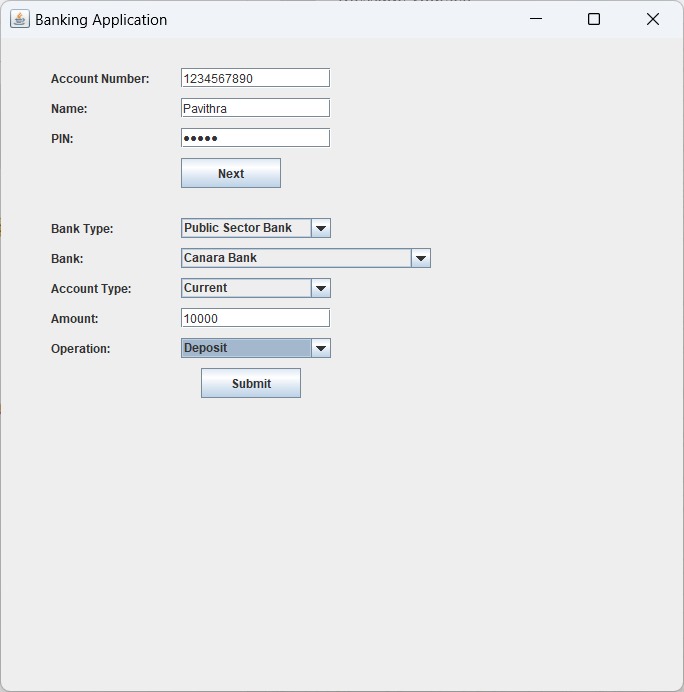 Banking Application
Account Number: 1234567890
Name: Pavithra
PIN: •••••
Next
Bank Type: Public Sector Bank
Bank: Canara Bank
Account Type: Current
Amount: 10000
Operation: Deposit
Submit